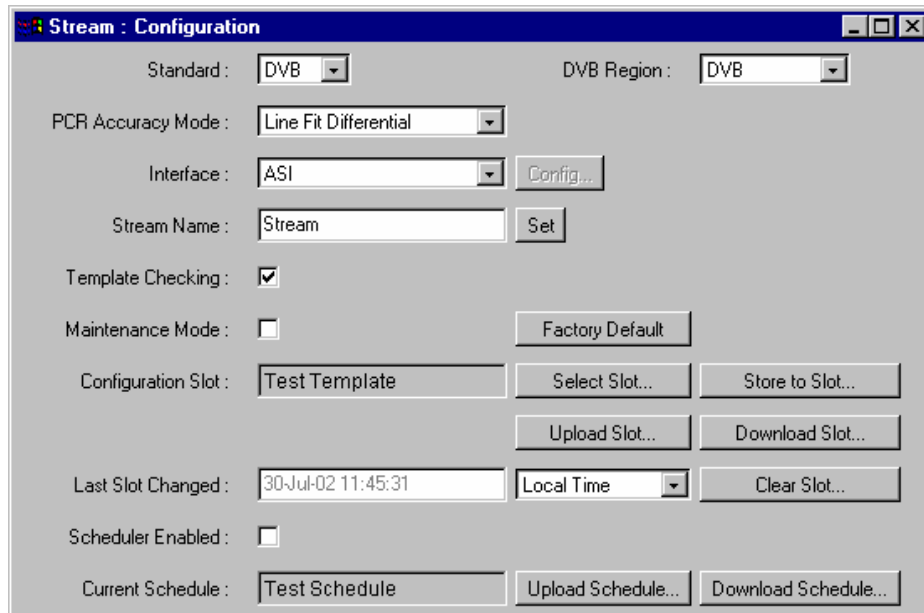 Stream : Configuration
Standard : DVB DVB Region : DVB
PCR Accuracy Mode : Line Fit Differential
Interface : ASI Config...
Stream Name : Stream Set
Template Checking :
Maintenance Mode : Factory Default
Configuration Slot : Test Template Select Slot... Store to Slot...
Upload Slot... Download Slot...
Last Slot Changed : 30-Jul-02 11:45:31 Local Time Clear Slot...
Scheduler Enabled :
Current Schedule : Test Schedule Upload Schedule... Download Schedule...